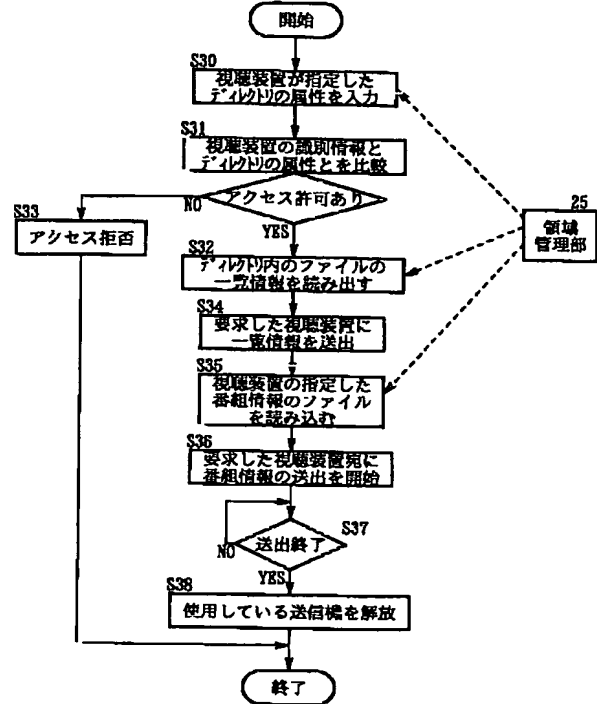 開始
S30
視聴装置が指定した
ディレクトリの属性を入力
S31
視聴装置の識別情報と
ディレクトリの属性とを比較
アクセス許可あり
NO
YES
S33
アシセス拒否
25
領域
管理部
S32
ディレクトリ内のファイルの
一覧情報を読み出す
S34
要求した視聴装置に
一覧情報を送出
S35
視聴装置の指定した
番組情報のファイル
を読み込む
S36
要求した視聴装置宛に
番組情報の送出を開始
S37
送出終了
NO
YES
S38
使用している送信機を解放
終了